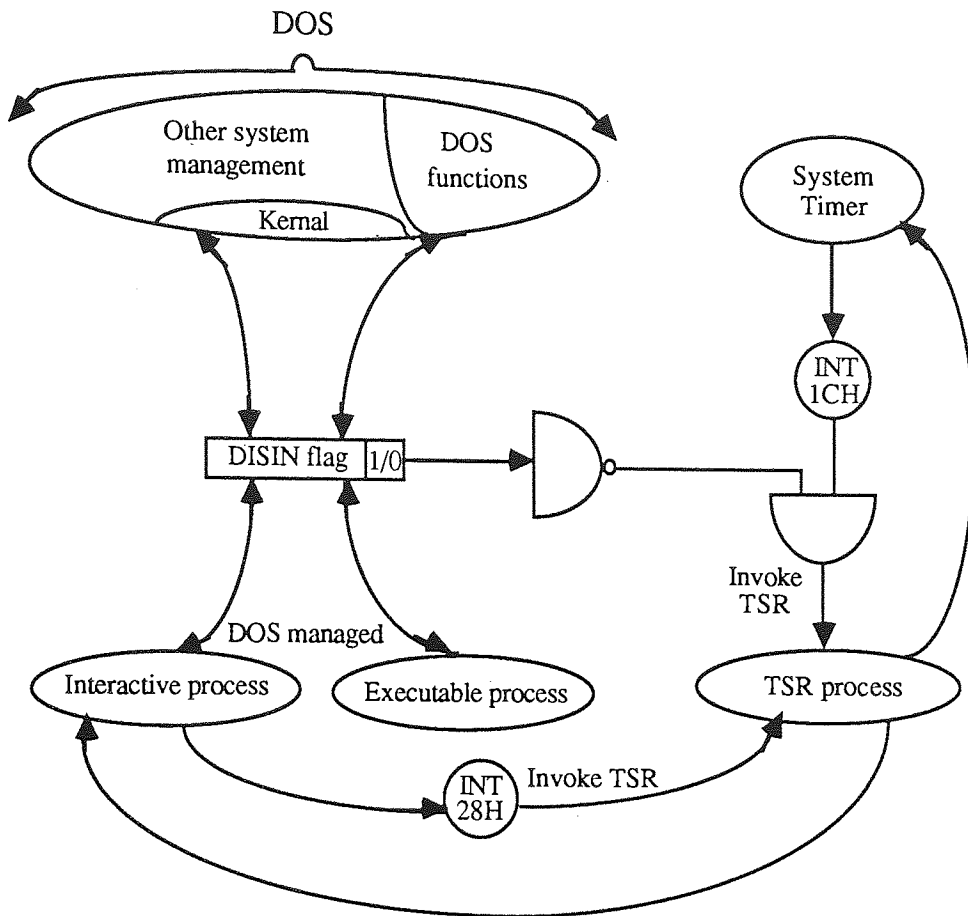 DOS
Other system
management
DOS
functions
Kernal
System
Timer
INT
1CH
DISIN flag
1/0
Invoke
TSR
DOS managed
Interactive process
Executable process
TSR process
INT
28H
Invoke TSR